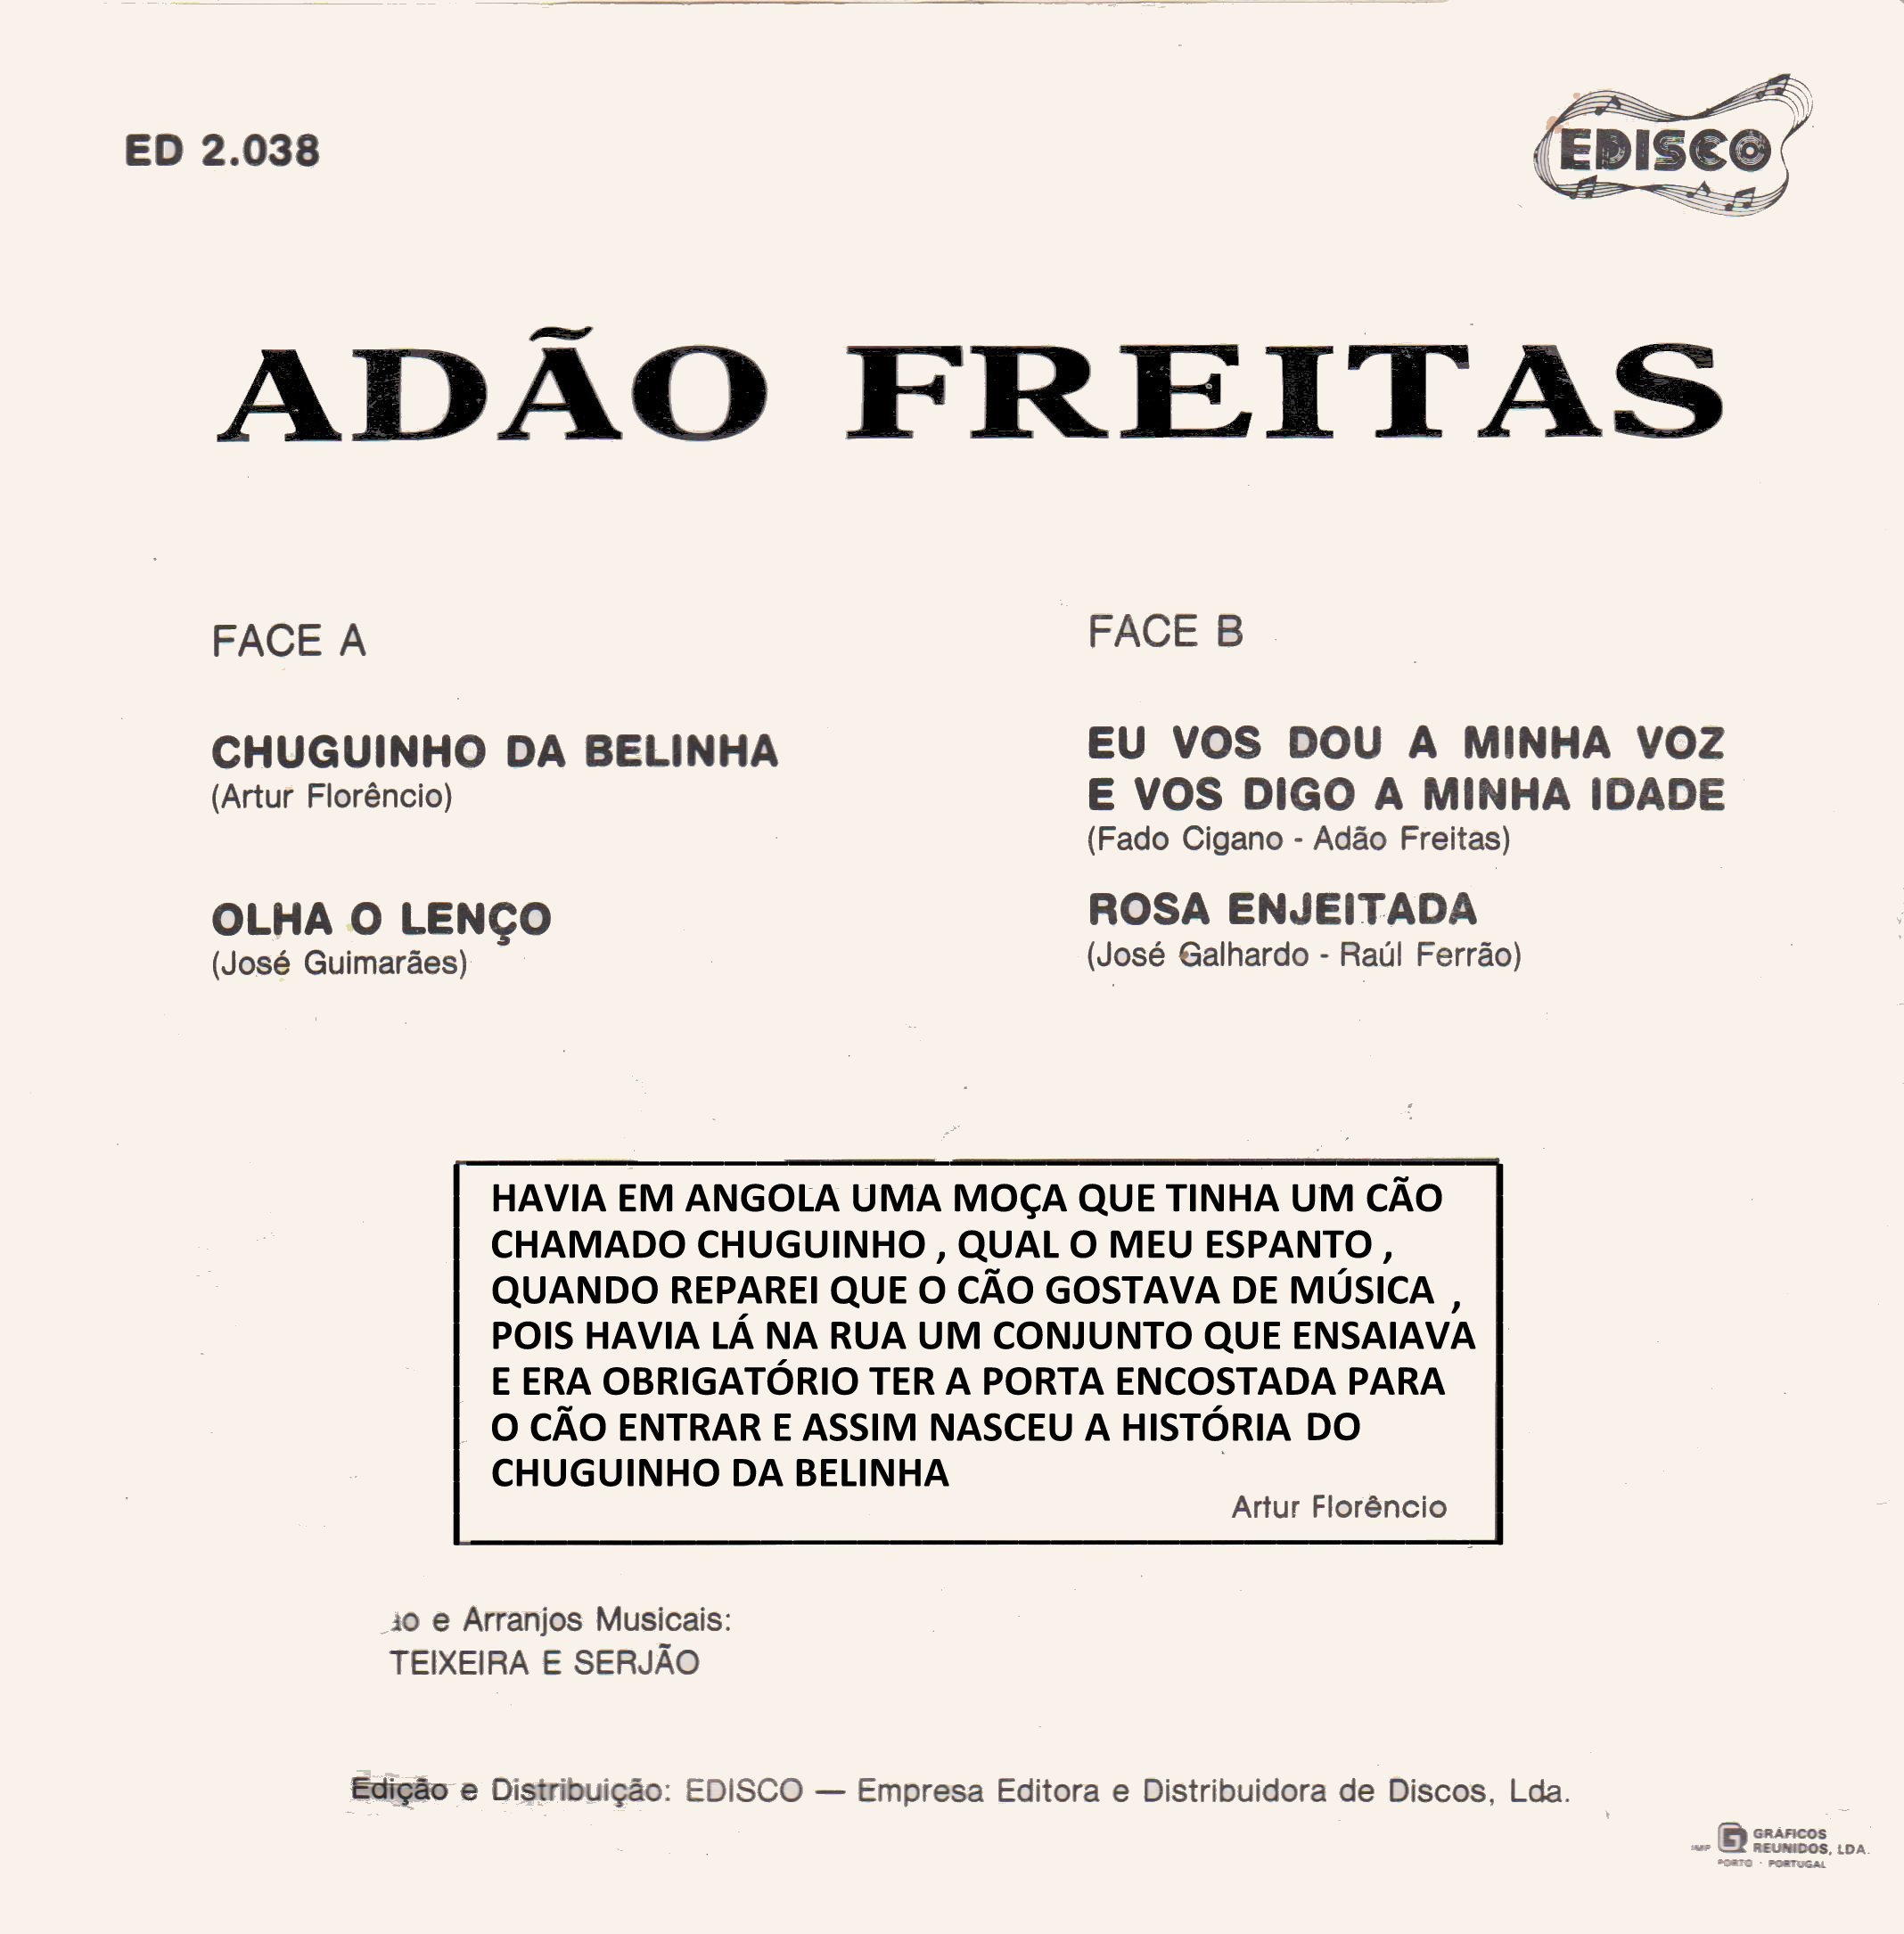 ED 2.038
EDISCO
ADÃO FREITAS
FACE A
CHUGUINHO DA BELINHA
(Artur Florêncio)
OLHA O LENÇO
(José Guimarães)
FACE B
EU VOS DOU A MINHA VOZ
E VOS DIGO A MINHA IDADE
(Fado Cigano - Adão Freitas)
ROSA ENJEITADA
(José Galhardo - Raúl Ferrão)
HAVIA EM ANGOLA UMA MOÇA QUE TINHA UM CÃO
CHAMADO CHUGUINHO , QUAL O MEU ESPANTO ,
QUANDO REPAREI QUE O CÃO GOSTAVA DE MÚSICA ,
POIS HAVIA LÁ NA RUA UM CONJUNTO QUE ENSAIAVA
E ERA OBRIGATÓRIO TER A PORTA ENCOSTADA PARA
O CÃO ENTRAR E ASSIM NASCEU A HISTÓRIA DO
CHUGUINHO DA BELINHA
Artur Florêncio
e Arranjos Musicais:
TEIXEIRA E SERJÃO
Edição e Distribuição: EDISCO — Empresa Editora e Distribuidora de Discos, Lda.
IMP GRÁFICOS
REUNIDOS, LDA.
PORTO · PORTUGAL